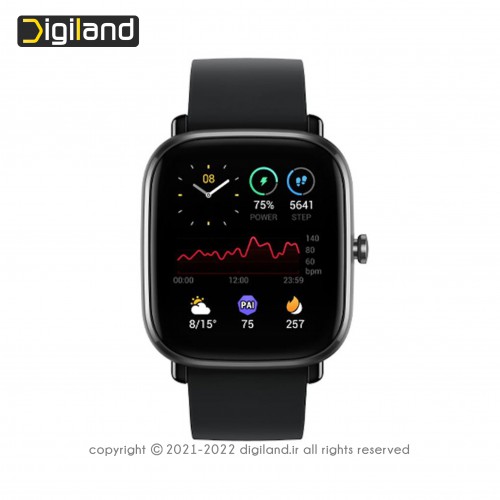 Digiland
08
75% 5641
POWER STEP
140
80
60
bpm
00:00 12:00 23:59
PAI
8/15° 75 257
copyright © 2021-2022 digiland.ir all rights reserved